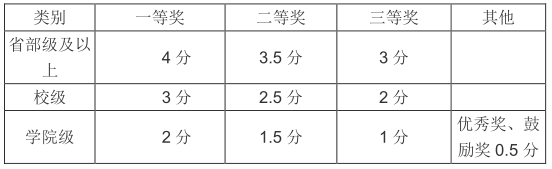 类别 一等奖 二等奖 三等奖 其他
省部级及以
上 4 分 3.5 分 3 分
校级 3 分 2.5 分 2 分
学院级 2 分 1.5 分 1 分 优秀奖、鼓
励奖 0.5 分